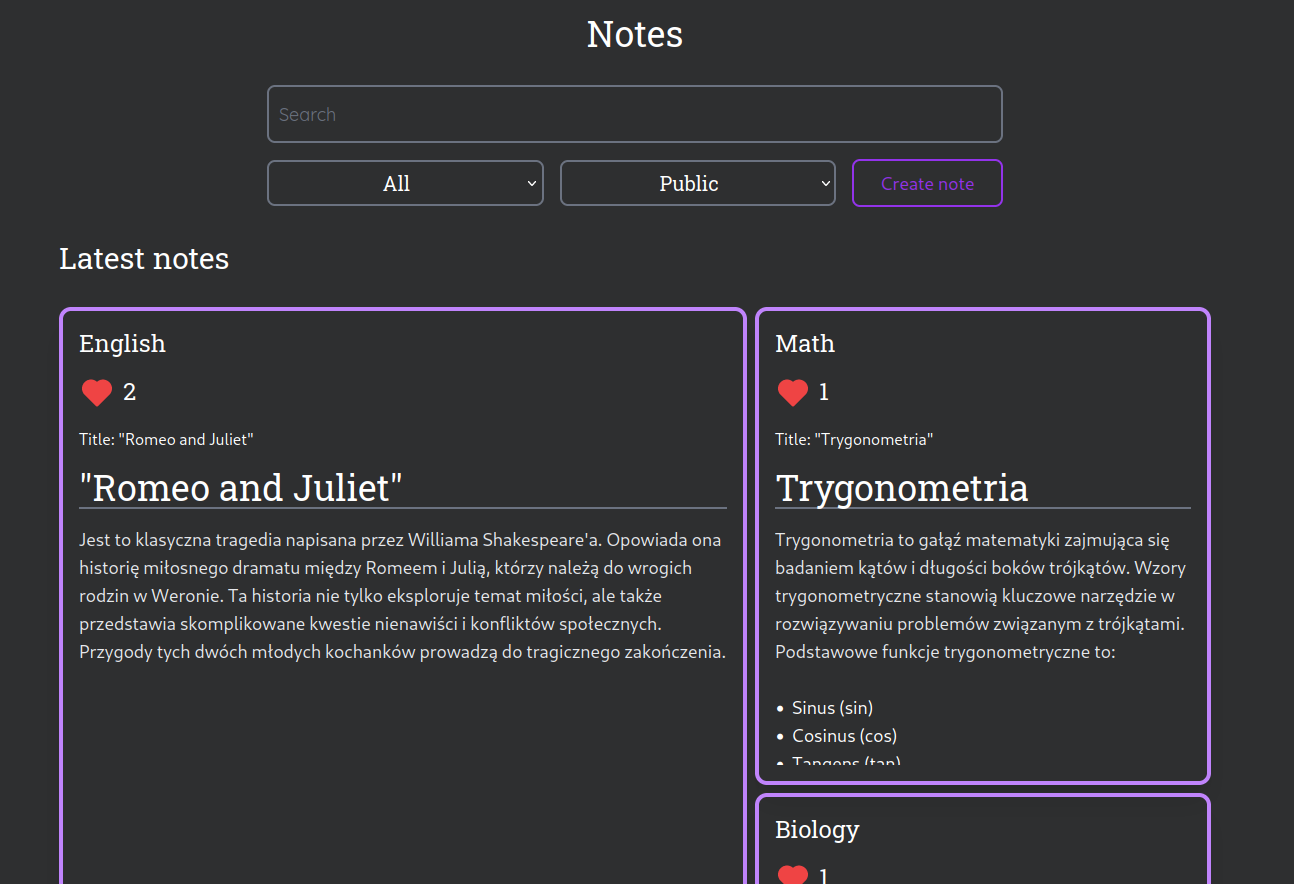 Notes
Search
All
Public
Create note
Latest notes
English
2
Title: "Romeo and Juliet"
"Romeo and Juliet"
Jest to klasyczna tragedia napisana przez Williama Shakespeare'a. Opowiada ona
historię miłosnego dramatu między Romeem i Julią, którzy należą do wrogich
rodzin w Weronie. Ta historia nie tylko eksploruje temat miłości, ale także
przedstawia skomplikowane kwestie nienawiści i konfliktów społecznych.
Przygody tych dwóch młodych kochanków prowadzą do tragicznego zakończenia.
Math
1
Title: "Trygonometria"
Trygonometria
Trygonometria to gałąź matematyki zajmująca się
badaniem kątów i długości boków trójkątów. Wzory
trygonometryczne stanowią kluczowe narzędzie w
rozwiązywaniu problemów związanym z trójkątami.
Podstawowe funkcje trygonometryczne to:
• Sinus (sin)
• Cosinus (cos)
• Tangens (tan)
Biology
1